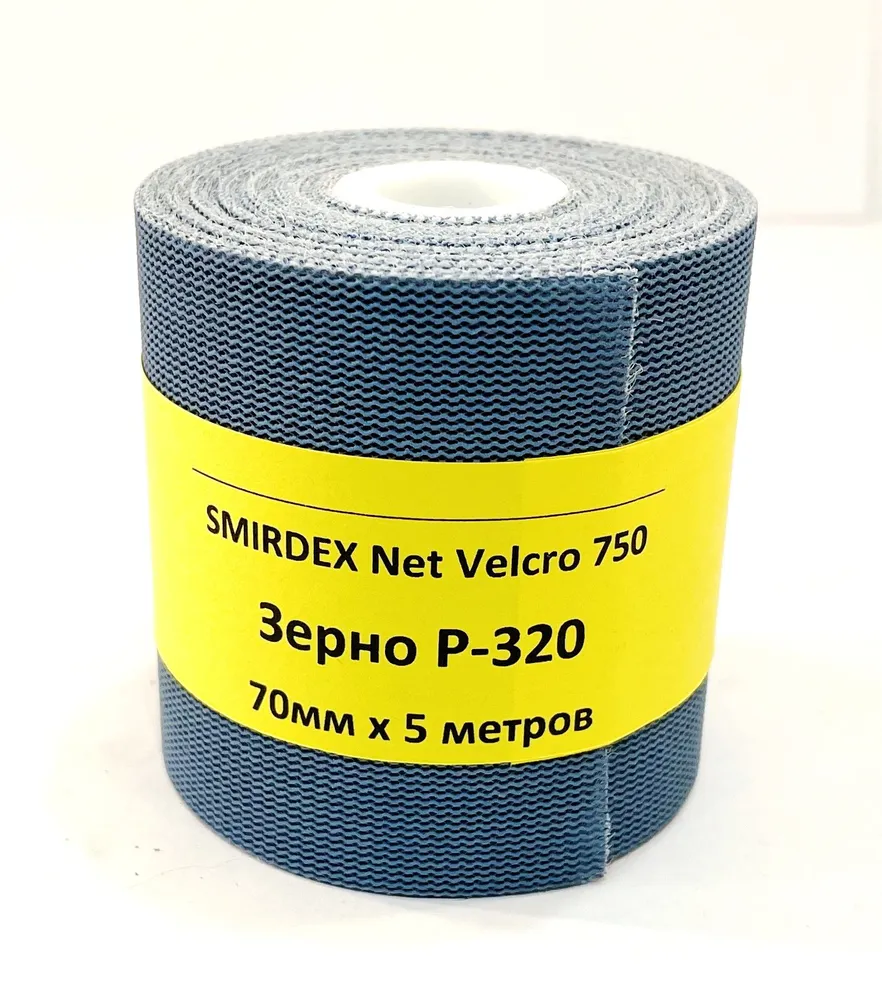 SMIRDEX Net Velcro 750
Зерно P-320
70мм х 5 метров